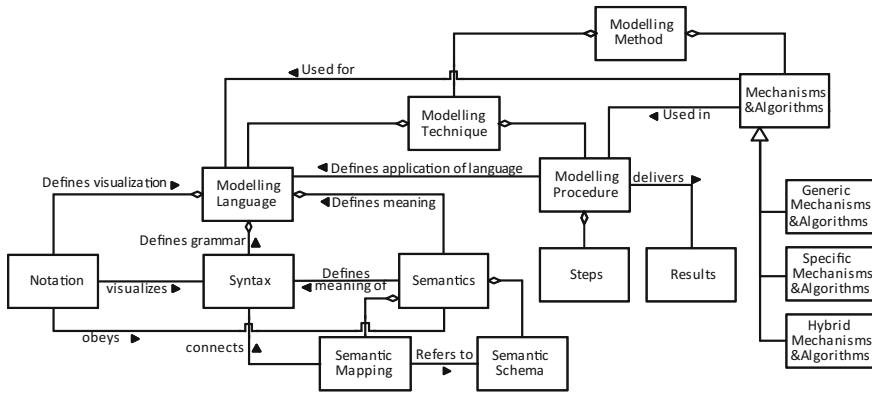 Modelling
Method
◄ Used for
Mechanisms
&Algorithms
Modelling
Technique
◄ Used in
Defines visualization ►
Modelling
Language
◄ Defines application of language
◄ Defines meaning
Modelling
Procedure
delivers ►
Generic
Mechanisms
&Algorithms
Defines grammar ▲
Notation
visualizes ►
Syntax
Defines
◄ meaning of
Semantics
Steps
Results
Specific
Mechanisms
&Algorithms
obeys ►
connects ▲
Semantic
Mapping
Refers to
►
Semantic
Schema
Hybrid
Mechanisms
&Algorithms